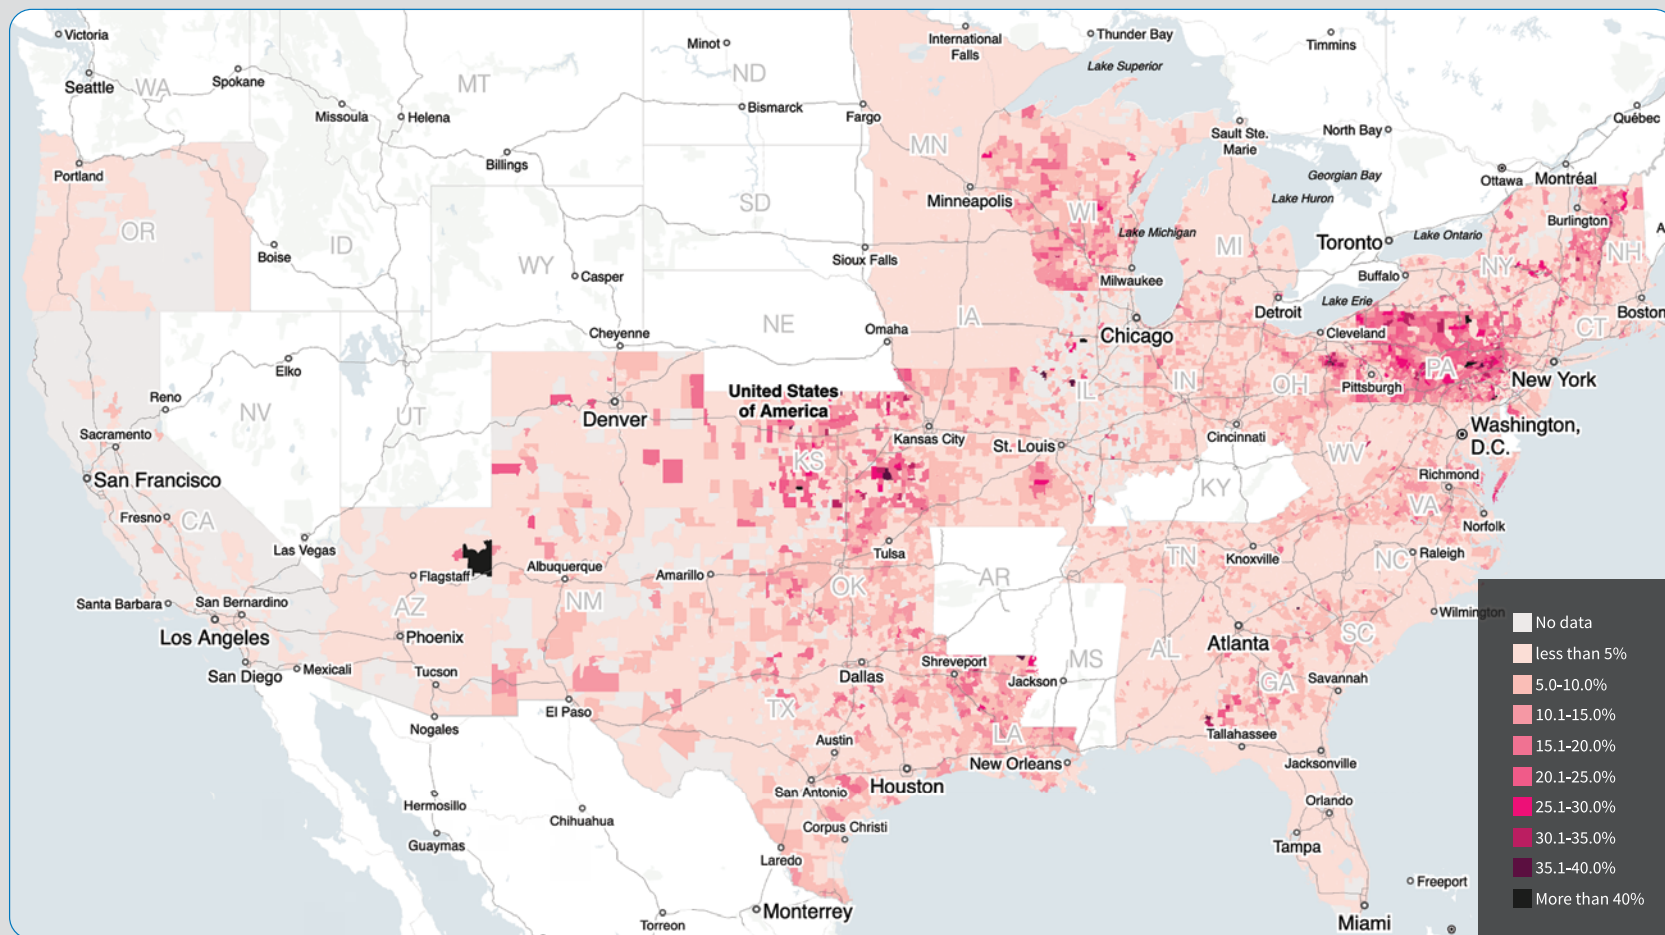 Victoria
Seattle
WA
Spokane
MT
Missoula
Helena
Minot
ND
Bismarck
Fargo
International
Falls
Thunder Bay
Lake Superior
Timmins
Québec
Portland
Billings
MN
Sault Ste.
Marie
North Bay
Ottawa
Montréal
Georgian Bay
Lake Huron
OR
Boise
ID
WY
Casper
SD
Sioux Falls
Minneapolis
WI
Lake Michigan
MI
Milwaukee
Toronto
Lake Ontario
Buffalo
Burlington
NY
NH
A
Lake Erie
Detroit
Cleveland
CT
Boston
Cheyenne
NE
Omaha
IA
Chicago
Elko
Reno
NV
UT
Sacramento
San Francisco
Denver
United States
of America
KS
Kansas City
St. Louis
IL
IN
OH
Pittsburgh
PA
New York
Cincinnati
Washington,
D.C.
WV
KY
Richmond
VA
Norfolk
Fresno
CA
Las Vegas
Flagstaff
Albuquerque
Amarillo
Tulsa
TN
Knoxville
NC
Raleigh
Santa Barbara
San Bernardino
AZ
NM
OK
AR
Wilmington
Los Angeles
Phoenix
Atlanta
SC
San Diego
Mexicali
Tucson
Dallas
Shreveport
Jackson
MS
AL
GA
Savannah
Nogales
El Paso
TX
LA
Tallahassee
Austin
New Orleans
Jacksonville
San Antonio
Houston
Hermosillo
Chihuahua
Corpus Christi
Orlando
Guaymas
Laredo
Tampa
Freeport
Torreon
Monterrey
Miami
No data
less than 5%
5.0-10.0%
10.1-15.0%
15.1-20.0%
20.1-25.0%
25.1-30.0%
30.1-35.0%
35.1-40.0%
More than 40%